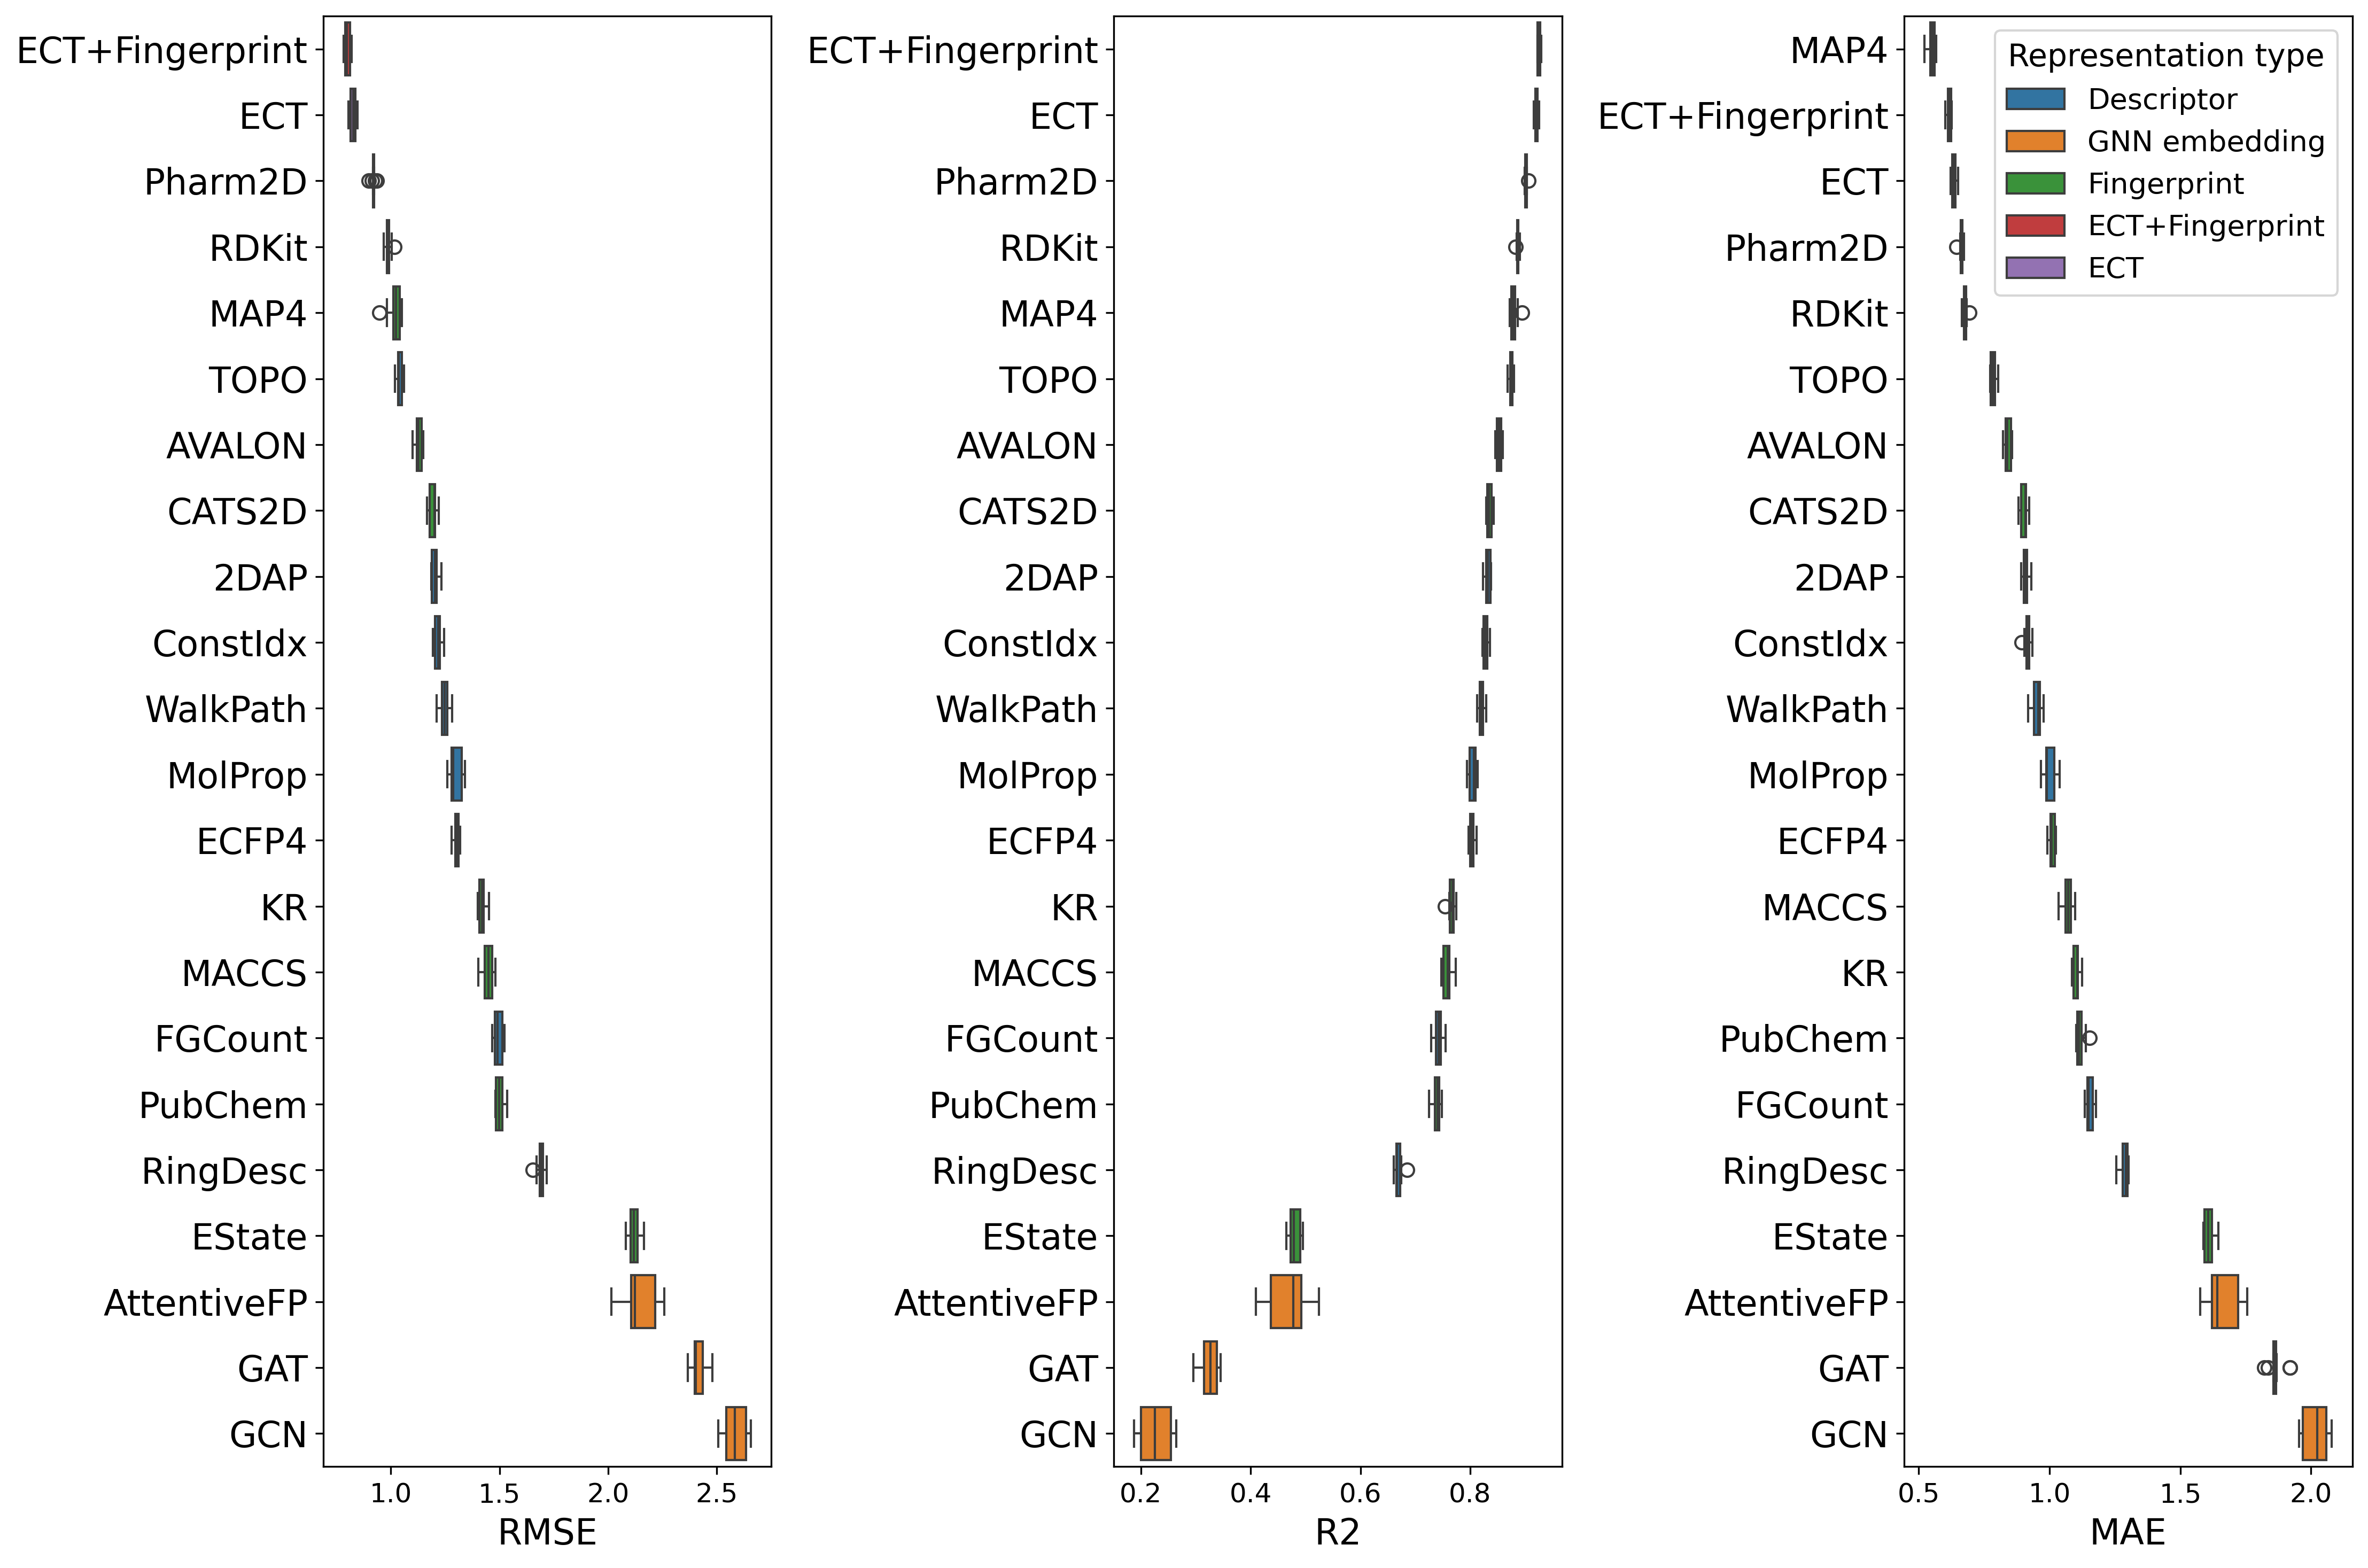 ECT+Fingerprint
ECT
Pharm2D
RDKit
MAP4
TOPO
AVALON
CATS2D
2DAP
ConstIdx
WalkPath
MolProp
ECFP4
KR
MACCS
FGCount
PubChem
RingDesc
EState
AttentiveFP
GAT
GCN
1.0 1.5 2.0 2.5
RMSE
ECT+Fingerprint
ECT
Pharm2D
RDKit
MAP4
TOPO
AVALON
CATS2D
2DAP
ConstIdx
WalkPath
MolProp
ECFP4
KR
MACCS
FGCount
PubChem
RingDesc
EState
AttentiveFP
GAT
GCN
0.2 0.4 0.6 0.8
R2
MAP4
ECT+Fingerprint
ECT
Pharm2D
RDKit
TOPO
AVALON
CATS2D
2DAP
ConstIdx
WalkPath
MolProp
ECFP4
MACCS
KR
PubChem
FGCount
RingDesc
EState
AttentiveFP
GAT
GCN
0.5 1.0 1.5 2.0
MAE
Representation type
Descriptor
GNN embedding
Fingerprint
ECT+Fingerprint
ECT